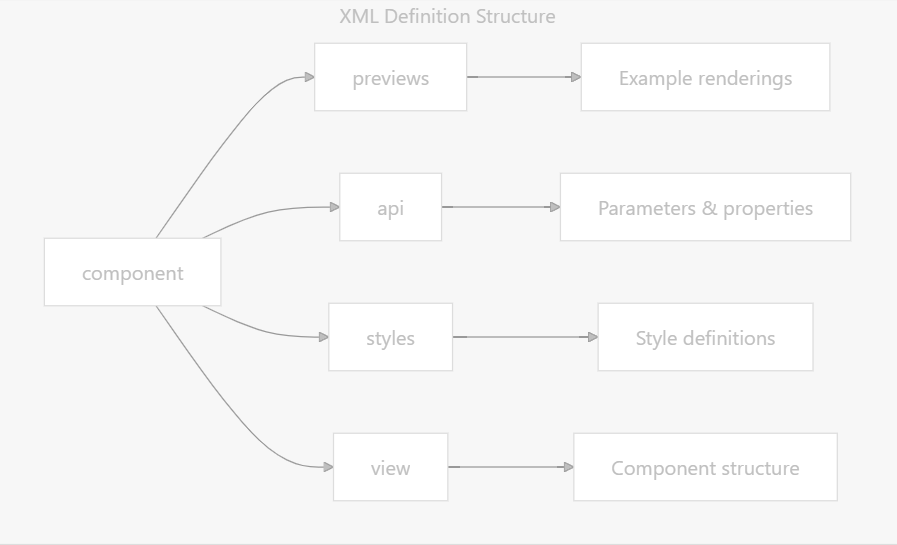 XML Definition Structure
previews
Example renderings
api
Parameters & properties
component
styles
Style definitions
view
Component structure